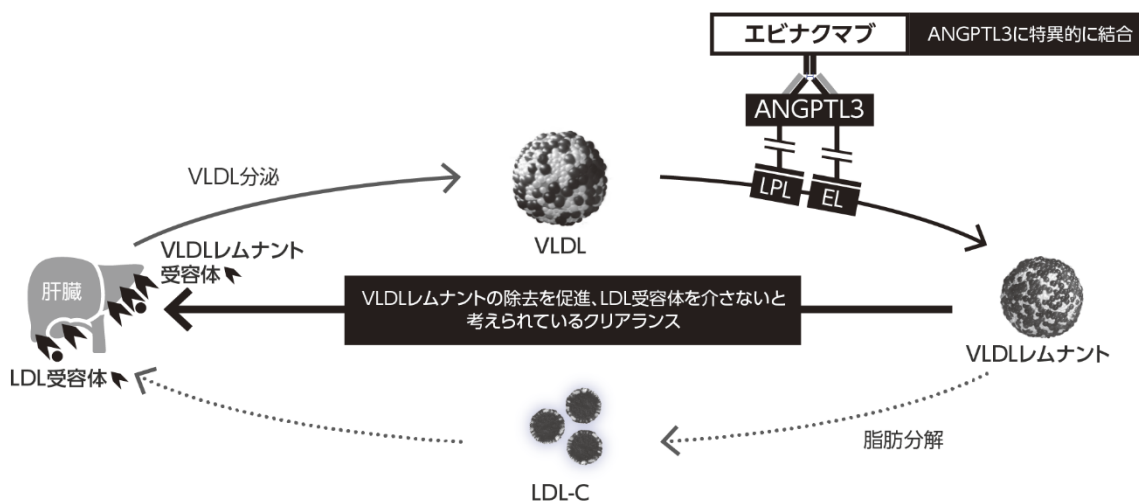 エビナクマブ
ANGPTL3に特異的に結合
ANGPTL3
LPL
EL
VLDL分泌
VLDL
VLDLレムナント
受容体
肝臓
VLDLレムナントの除去を促進、LDL受容体を介さないと
考えられているクリアランス
VLDLレムナント
LDL受容体
脂肪分解
LDL-C